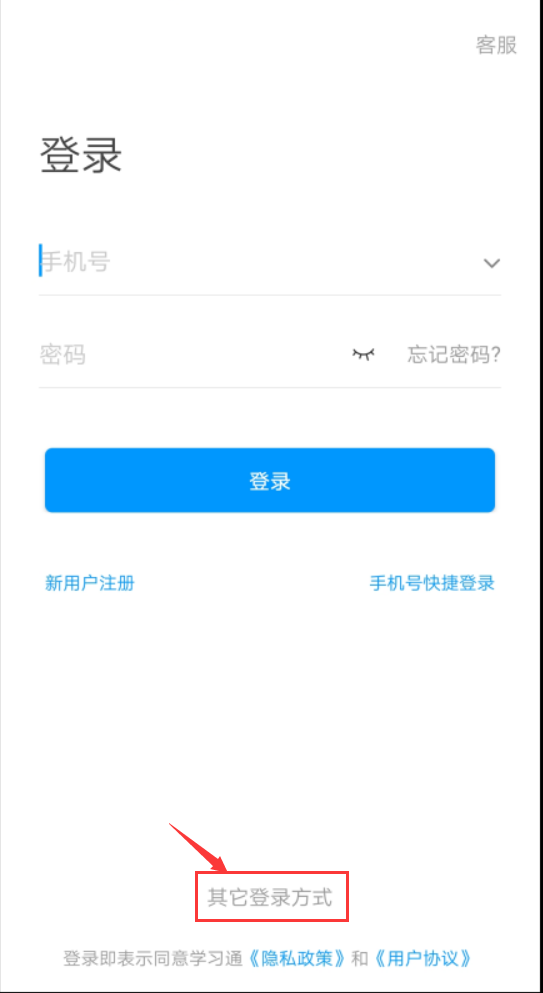 客服
登录
手机号
密码 忘记密码?
登录
新用户注册 手机号快捷登录
其它登录方式
登录即表示同意学习通《隐私政策》和《用户协议》